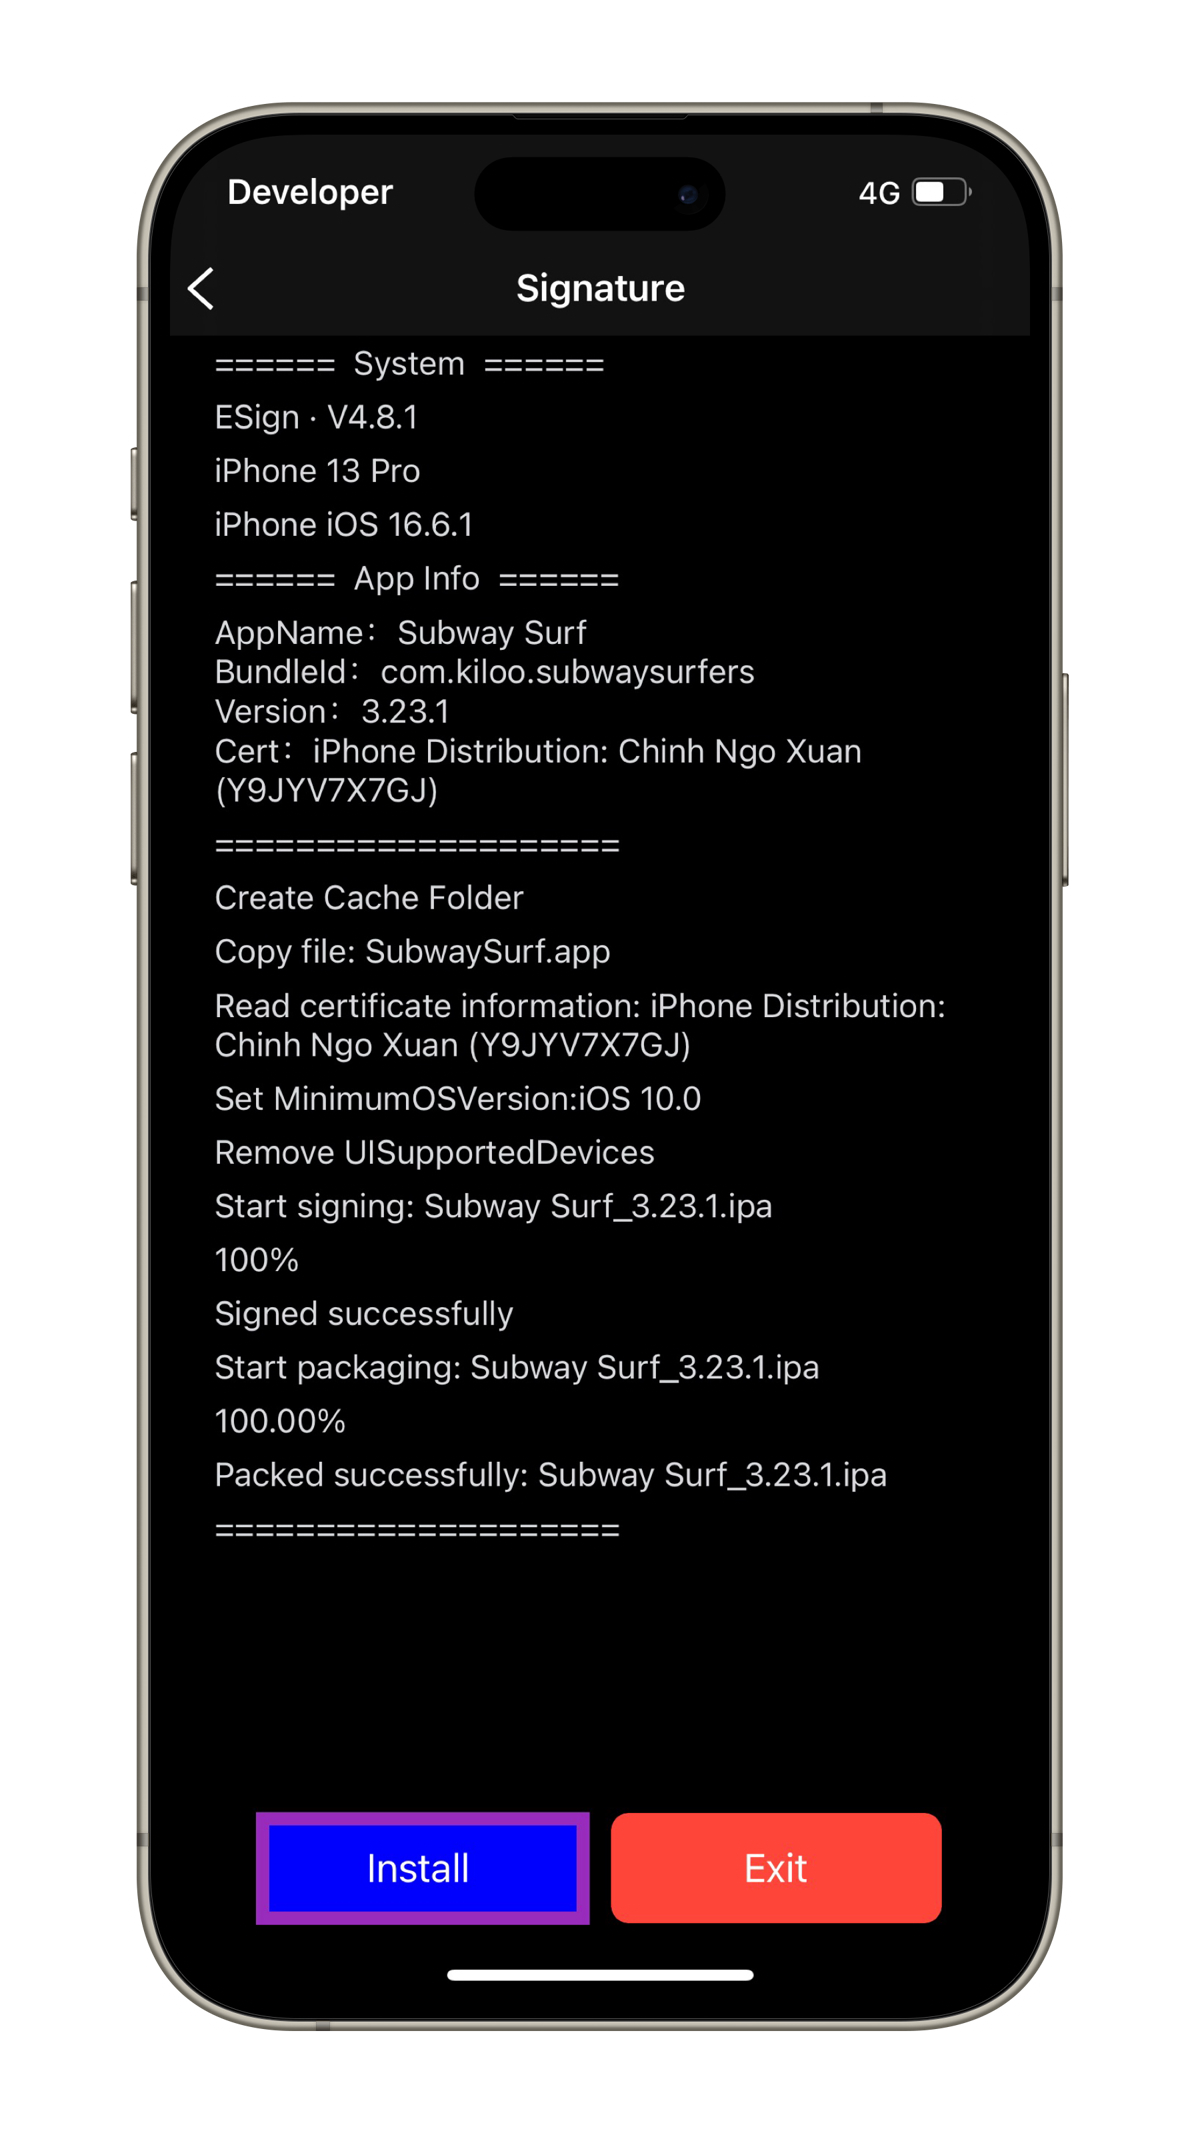 Developer
4G
Signature
====== System ======
ESign · V4.8.1
iPhone 13 Pro
iPhone iOS 16.6.1
====== App Info ======
AppName： Subway Surf
BundleId： com.kiloo.subwaysurfers
Version： 3.23.1
Cert： iPhone Distribution: Chinh Ngo Xuan
(Y9JYV7X7GJ)
====================
Create Cache Folder
Copy file: SubwaySurf.app
Read certificate information: iPhone Distribution:
Chinh Ngo Xuan (Y9JYV7X7GJ)
Set MinimumOSVersion:iOS 10.0
Remove UISupportedDevices
Start signing: Subway Surf_3.23.1.ipa
100%
Signed successfully
Start packaging: Subway Surf_3.23.1.ipa
100.00%
Packed successfully: Subway Surf_3.23.1.ipa
====================
Install
Exit